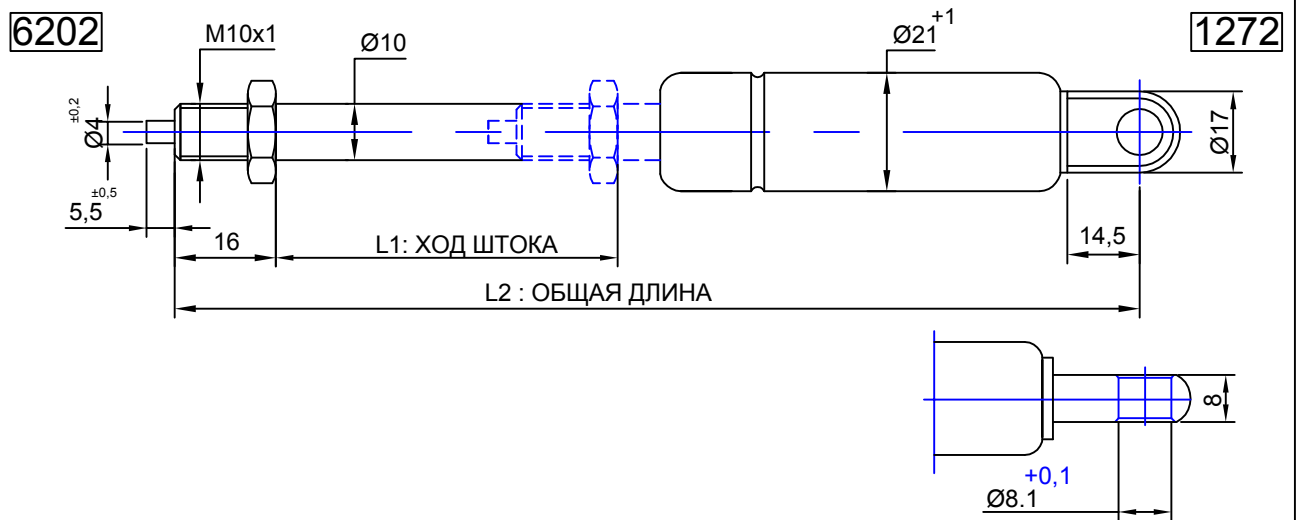 6202
1272
M10x1
Ø10
Ø21 +1
Ø4 ±0,2
Ø17
5,5 ±0,5
16
L1: ХОД ШТОКА
14,5
L2 : ОБЩАЯ ДЛИНА
8
+0,1
Ø8.1